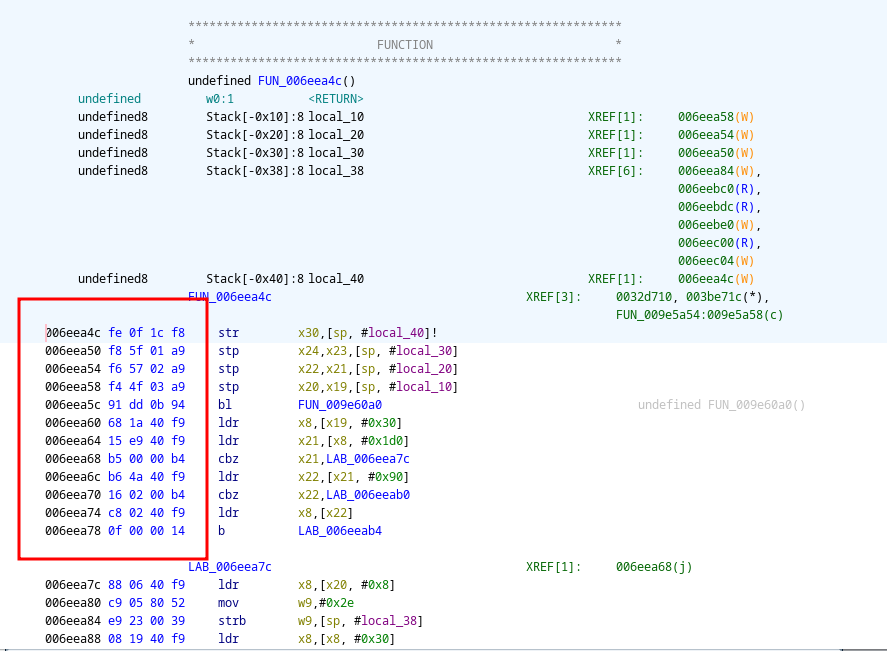 **************************************************************
* FUNCTION *
**************************************************************
undefined FUN_006eea4c()
undefined w0:1 <RETURN>
undefined8 Stack[-0x10]:8 local_10 XREF[1]: 006eea58(W)
undefined8 Stack[-0x20]:8 local_20 XREF[1]: 006eea54(W)
undefined8 Stack[-0x30]:8 local_30 XREF[1]: 006eea50(W)
undefined8 Stack[-0x38]:8 local_38 XREF[6]: 006eea84(W),
006eebc0(R),
006eebdc(R),
006eebe0(W),
006eec00(R),
006eec04(W)
undefined8 Stack[-0x40]:8 local_40 XREF[1]: 006eea4c(W)
FUN_006eea4c XREF[3]: 0032d710, 003be71c(*),
FUN_009e5a54:009e5a58(c)
006eea4c fe 0f 1c f8 str x30,[sp, #local_40]!
006eea50 f8 5f 01 a9 stp x24,x23,[sp, #local_30]
006eea54 f6 57 02 a9 stp x22,x21,[sp, #local_20]
006eea58 f4 4f 03 a9 stp x20,x19,[sp, #local_10]
006eea5c 91 dd 0b 94 bl FUN_009e60a0 undefined FUN_009e60a0()
006eea60 68 1a 40 f9 ldr x8,[x19, #0x30]
006eea64 15 e9 40 f9 ldr x21,[x8, #0x1d0]
006eea68 b5 00 00 b4 cbz x21,LAB_006eea7c
006eea6c b6 4a 40 f9 ldr x22,[x21, #0x90]
006eea70 16 02 00 b4 cbz x22,LAB_006eeab0
006eea74 c8 02 40 f9 ldr x8,[x22]
006eea78 0f 00 00 14 b LAB_006eeab4
LAB_006eea7c XREF[1]: 006eea68(j)
006eea7c 88 06 40 f9 ldr x8,[x20, #0x8]
006eea80 c9 05 80 52 mov w9,#0x2e
006eea84 e9 23 00 39 strb w9,[sp, #local_38]
006eea88 08 19 40 f9 ldr x8,[x8, #0x30]